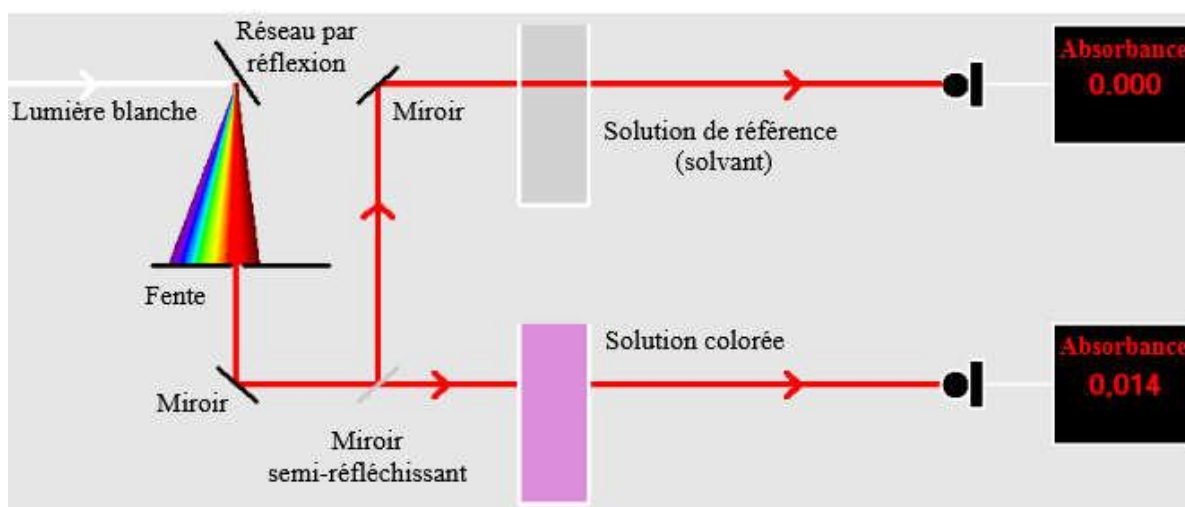 Réseau par
réflexion
Lumière blanche
Miroir
Solution de référence
(solvant)
Absorbance
0.000
Fente
Miroir
Miroir
semi-réfléchissant
Solution colorée
Absorbance
0,014